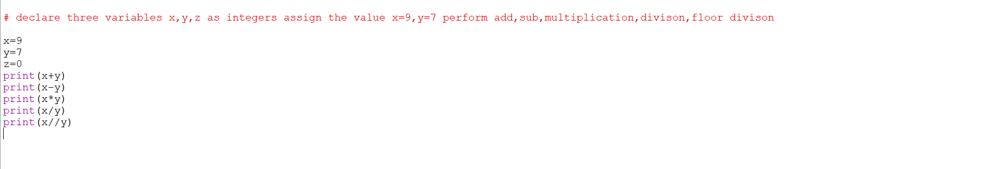 # declare three variables x,y,z as integers assign the value x=9,y=7 perform add,sub,multiplication,divison,floor divison
x=9
y=7
z=0
print(x+y)
print(x-y)
print(x*y)
print(x/y)
print(x//y)